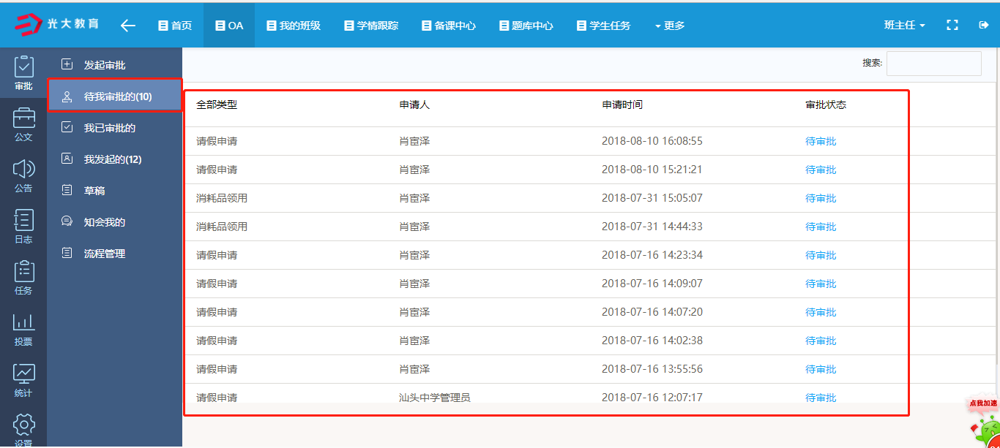 光大教育
首页
OA
我的班级
学情跟踪
备课中心
题库中心
学生任务
更多
班主任
审批
公文
公告
日志
任务
投票
统计
设置
发起审批
待我审批的(10)
我已审批的
我发起的(12)
草稿
知会我的
流程管理
搜索:
全部类型 申请人 申请时间 审批状态
请假申请 肖宧泽 2018-08-10 16:08:55 待审批
请假申请 肖宧泽 2018-08-10 15:21:21 待审批
消耗品领用 肖宧泽 2018-07-31 15:05:07 待审批
消耗品领用 肖宧泽 2018-07-31 14:44:33 待审批
请假申请 肖宧泽 2018-07-16 14:23:34 待审批
请假申请 肖宧泽 2018-07-16 14:09:07 待审批
请假申请 肖宧泽 2018-07-16 14:07:20 待审批
请假申请 肖宧泽 2018-07-16 14:02:38 待审批
请假申请 肖宧泽 2018-07-16 13:55:56 待审批
请假申请 汕头中学管理员 2018-07-16 12:07:17 待审批
点我加速